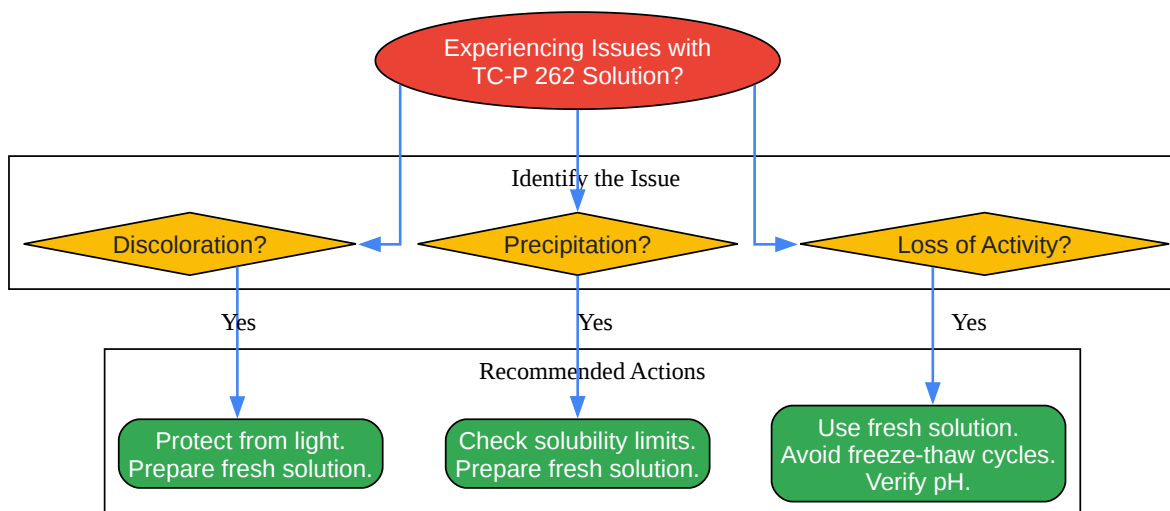 Experiencing Issues with
TC-P 262 Solution?
Identify the Issue
Discoloration?
Precipitation?
Loss of Activity?
Yes
Yes
Yes
Recommended Actions
Protect from light.
Prepare fresh solution.
Check solubility limits.
Prepare fresh solution.
Use fresh solution.
Avoid freeze-thaw cycles.
Verify pH.